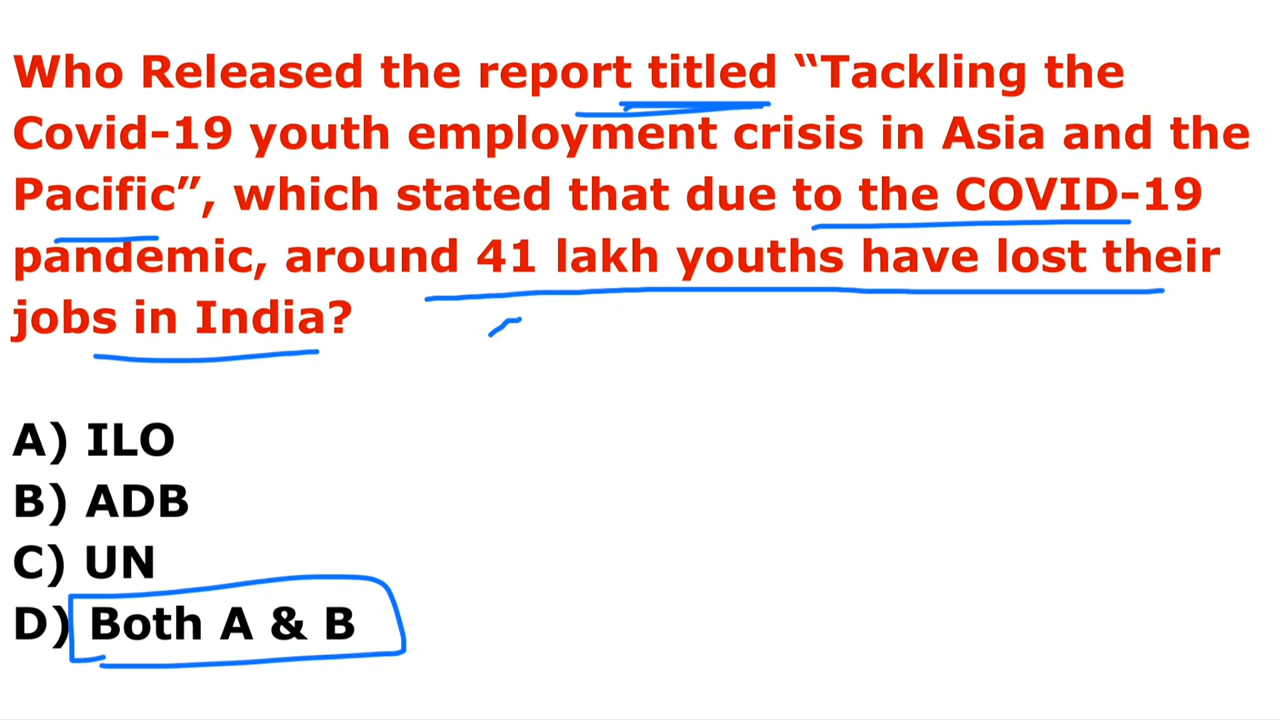 Who Released the report titled “Tackling the
Covid-19 youth employment crisis in Asia and the
Pacific”, which stated that due to the COVID-19
pandemic, around 41 lakh youths have lost their
jobs in India?
A) ILO
B) ADB
C) UN
D) Both A & B